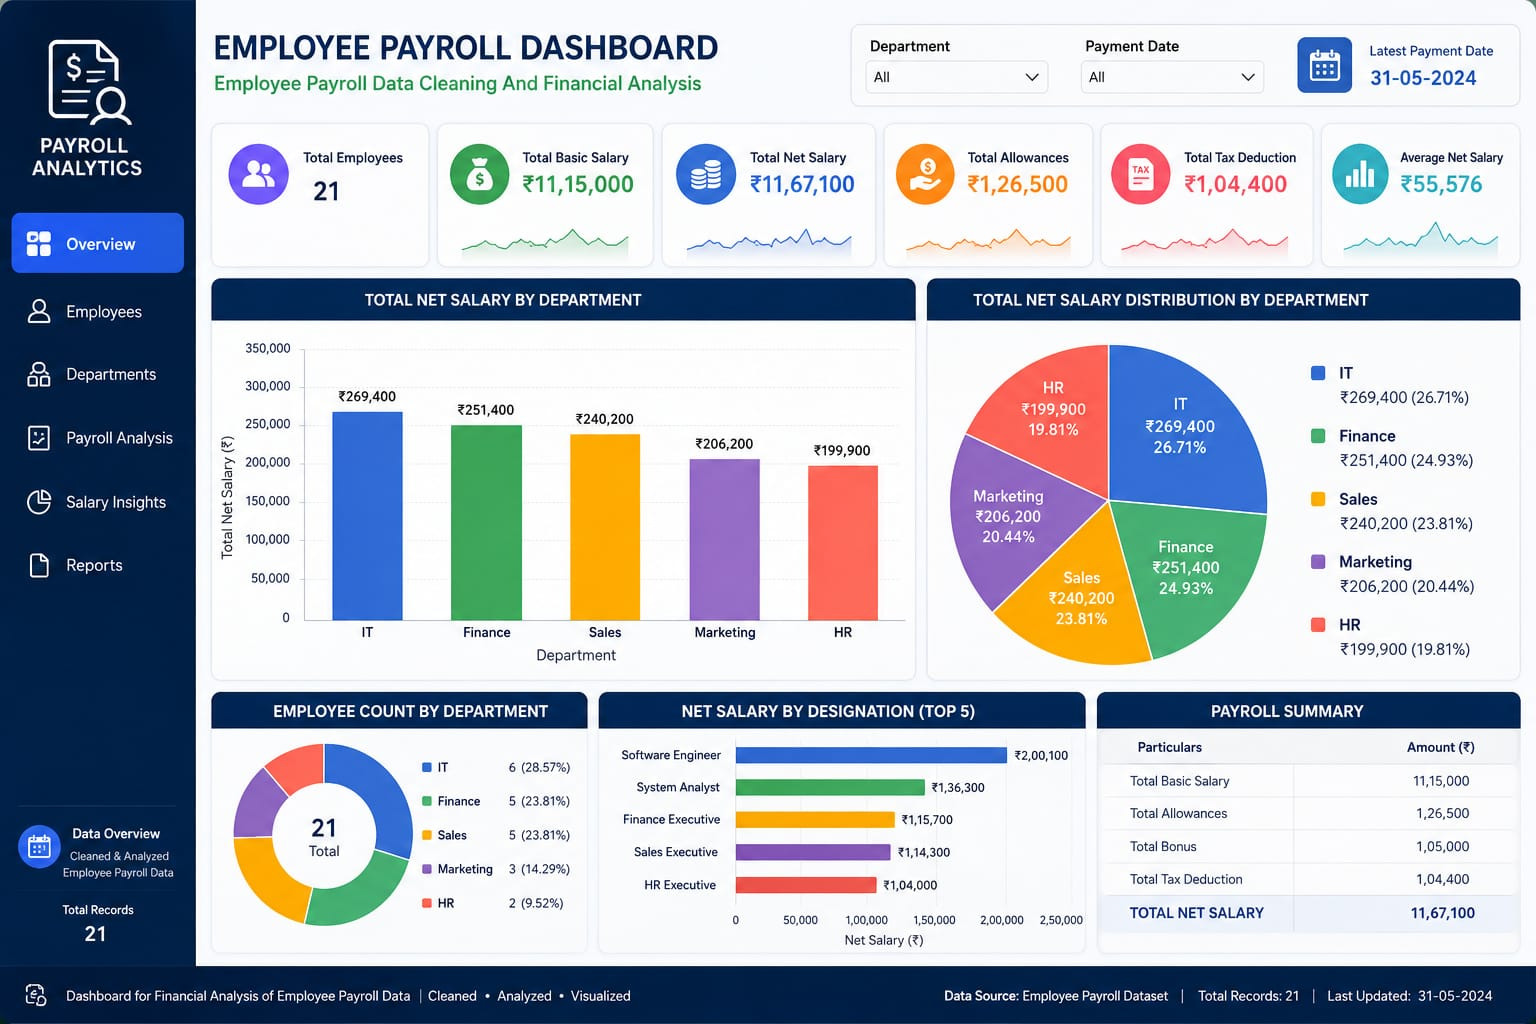 PAYROLL
ANALYTICS
Overview
Employees
Departments
Payroll Analysis
Salary Insights
Reports
Data Overview
Cleaned & Analyzed
Employee Payroll Data
Total Records
21
EMPLOYEE PAYROLL DASHBOARD
Employee Payroll Data Cleaning And Financial Analysis
Department
All
Payment Date
All
Latest Payment Date
31-05-2024
Total Employees
21
$
Total Basic Salary
₹11,15,000
Total Net Salary
₹11,67,100
$
Total Allowances
₹1,26,500
TAX
Total Tax Deduction
₹1,04,400
Average Net Salary
₹55,576
TOTAL NET SALARY BY DEPARTMENT
Total Net Salary (₹)
350,000
300,000
250,000
200,000
150,000
100,000
50,000
0
₹269,400
₹251,400
₹240,200
₹206,200
₹199,900
IT
Finance
Sales
Marketing
HR
Department
TOTAL NET SALARY DISTRIBUTION BY DEPARTMENT
HR
₹199,900
19.81%
IT
₹269,400
26.71%
Marketing
₹206,200
20.44%
Finance
₹251,400
24.93%
Sales
₹240,200
23.81%
IT
₹269,400 (26.71%)
Finance
₹251,400 (24.93%)
Sales
₹240,200 (23.81%)
Marketing
₹206,200 (20.44%)
HR
₹199,900 (19.81%)
EMPLOYEE COUNT BY DEPARTMENT
21
Total
IT 6 (28.57%)
Finance 5 (23.81%)
Sales 5 (23.81%)
Marketing 3 (14.29%)
HR 2 (9.52%)
NET SALARY BY DESIGNATION (TOP 5)
Software Engineer ₹2,00,100
System Analyst ₹1,36,300
Finance Executive ₹1,15,700
Sales Executive ₹1,14,300
HR Executive ₹1,04,000
0 50,000 1,00,000 1,50,000 2,00,000 2,50,000
Net Salary (₹)
PAYROLL SUMMARY
Particulars Amount (₹)
Total Basic Salary 11,15,000
Total Allowances 1,26,500
Total Bonus 1,05,000
Total Tax Deduction 1,04,400
TOTAL NET SALARY 11,67,100
Dashboard for Financial Analysis of Employee Payroll Data | Cleaned • Analyzed • Visualized
Data Source: Employee Payroll Dataset | Total Records: 21 | Last Updated: 31-05-2024